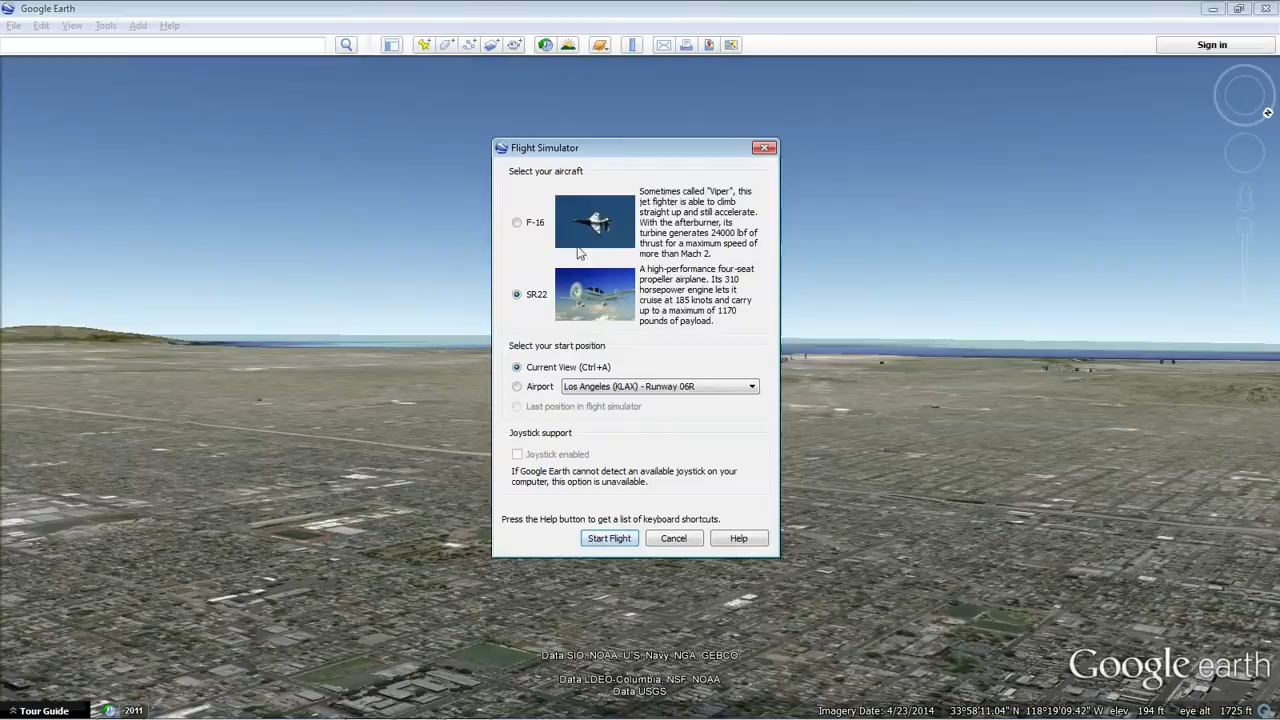 Google Earth
File Edit View Tools Add Help
Sign in
Flight Simulator
Select your aircraft
F-16
Sometimes called "Viper", this
jet fighter is able to climb
straight up and still accelerate.
With the afterburner, its
turbine generates 24000 lbf of
thrust for a maximum speed of
more than Mach 2.
SR22
A high-performance four-seat
propeller airplane. Its 310
horsepower engine lets it
cruise at 185 knots and carry
up to a maximum of 1170
pounds of payload.
Select your start position
Current View (Ctrl+A)
Airport Los Angeles (KLAX) - Runway 06R
Last position in flight simulator
Joystick support
Joystick enabled
If Google Earth cannot detect an available joystick on your
computer, this option is unavailable.
Press the Help button to get a list of keyboard shortcuts.
Start Flight Cancel Help
Data SIO, NOAA, U.S. Navy, NGA, GEBCO
Data LDEO-Columbia, NSF, NOAA
Data USGS
Google earth
Tour Guide 2011 Imagery Date: 4/23/2014 33°58'11.04" N 118°19'09.42" W elev 194 ft eye alt 1725 ft
N